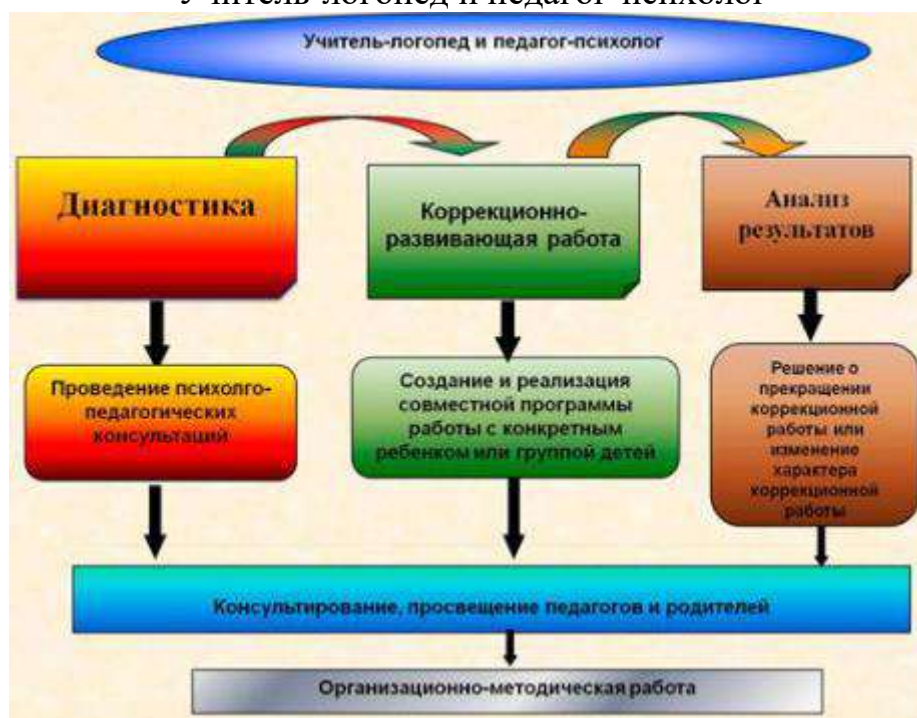 Учитель-логопед и педагог-психолог
Учитель-логопед и педагог-психолог
Диагностика
Коррекционно-
развивающая работа
Анализ
результатов
Проведение психолго-
педагогических
консультаций
Создание и реализация
совместной программы
работы с конкретным
ребенком или группой детей
Решение о
прекращении
коррекционной
работы или
изменение
характера
коррекционной
работы
Консультирование, просвещение педагогов и родителей
Организационно-методическая работа